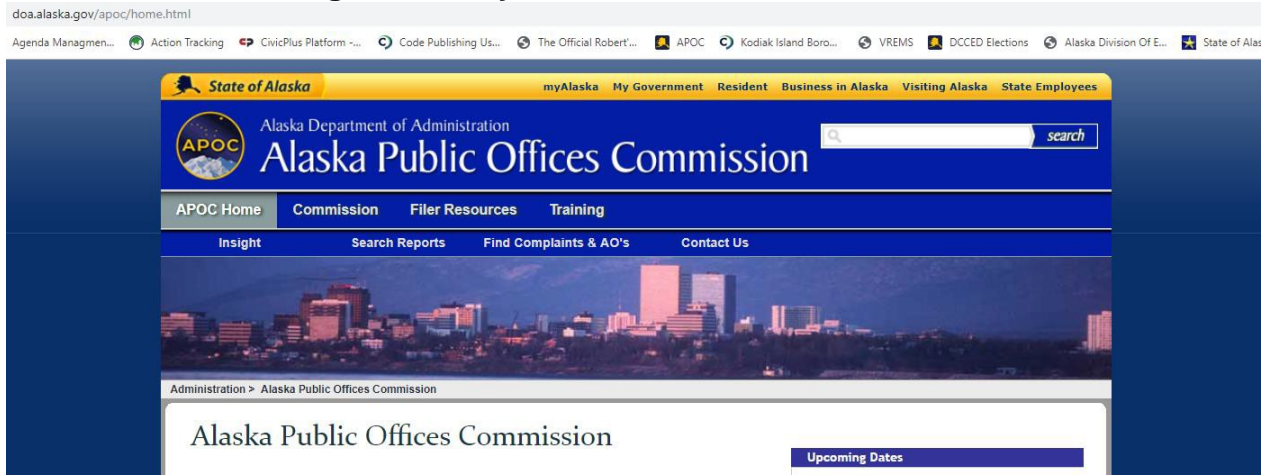 doa.alaska.gov/apoc/home.html
Agenda Managmen... Action Tracking CivicPlus Platform -... Code Publishing Us... The Official Robert'... APOC Kodiak Island Boro... VREMS DCCED Elections Alaska Division Of E... State of Alas
State of Alaska myAlaska My Government Resident Business in Alaska Visiting Alaska State Employees
APOC
Alaska Department of Administration
Alaska Public Offices Commission
search
APOC Home Commission Filer Resources Training
Insight Search Reports Find Complaints & AO's Contact Us
Administration > Alaska Public Offices Commission
Alaska Public Offices Commission
Upcoming Dates